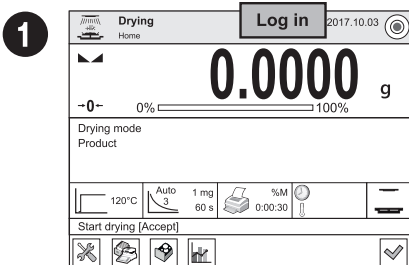 1
Drying
Home
Log in
2017.10.03
→0←
0%
0.0000
100%
g
Drying mode
Product
120°C
Auto
3
1 mg
60 s
%M
0:00:30
Start drying [Accept]